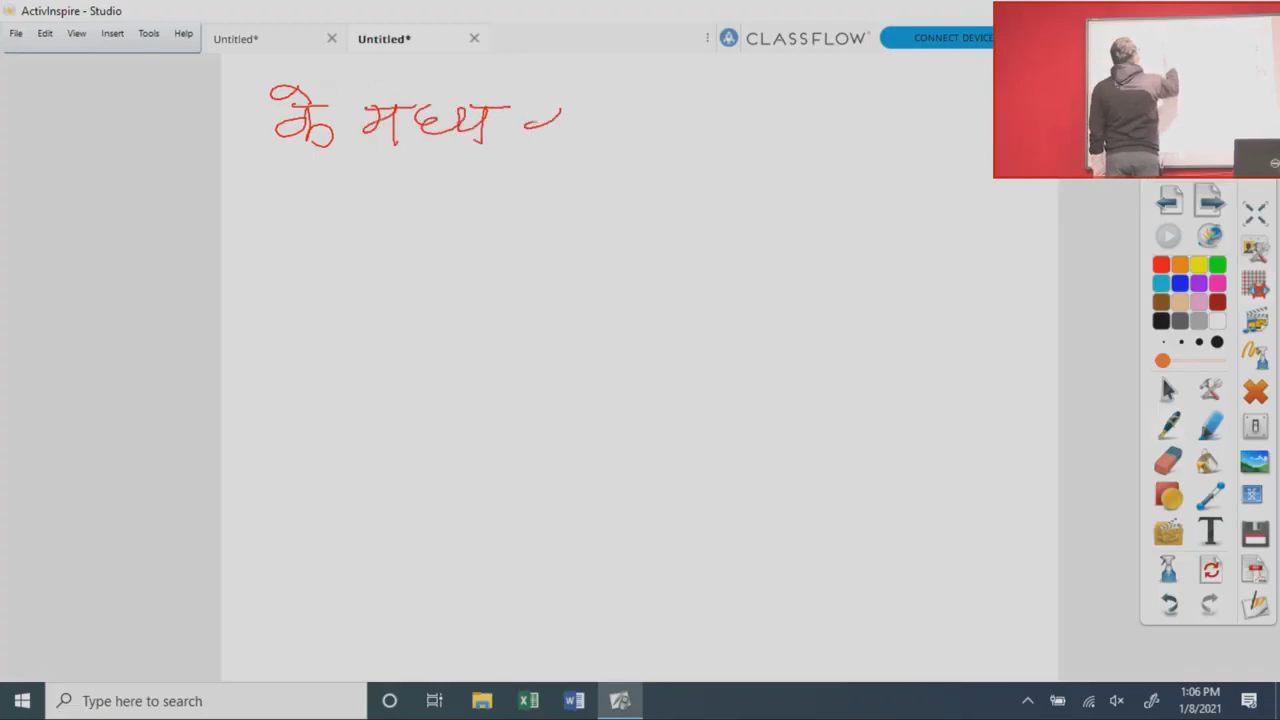 ActivInspire - Studio
File Edit View Insert Tools Help
Untitled* Untitled* CLASSFLOW CONNECT DEVICE
के मध्य
Type here to search
1:06 PM
1/8/2021